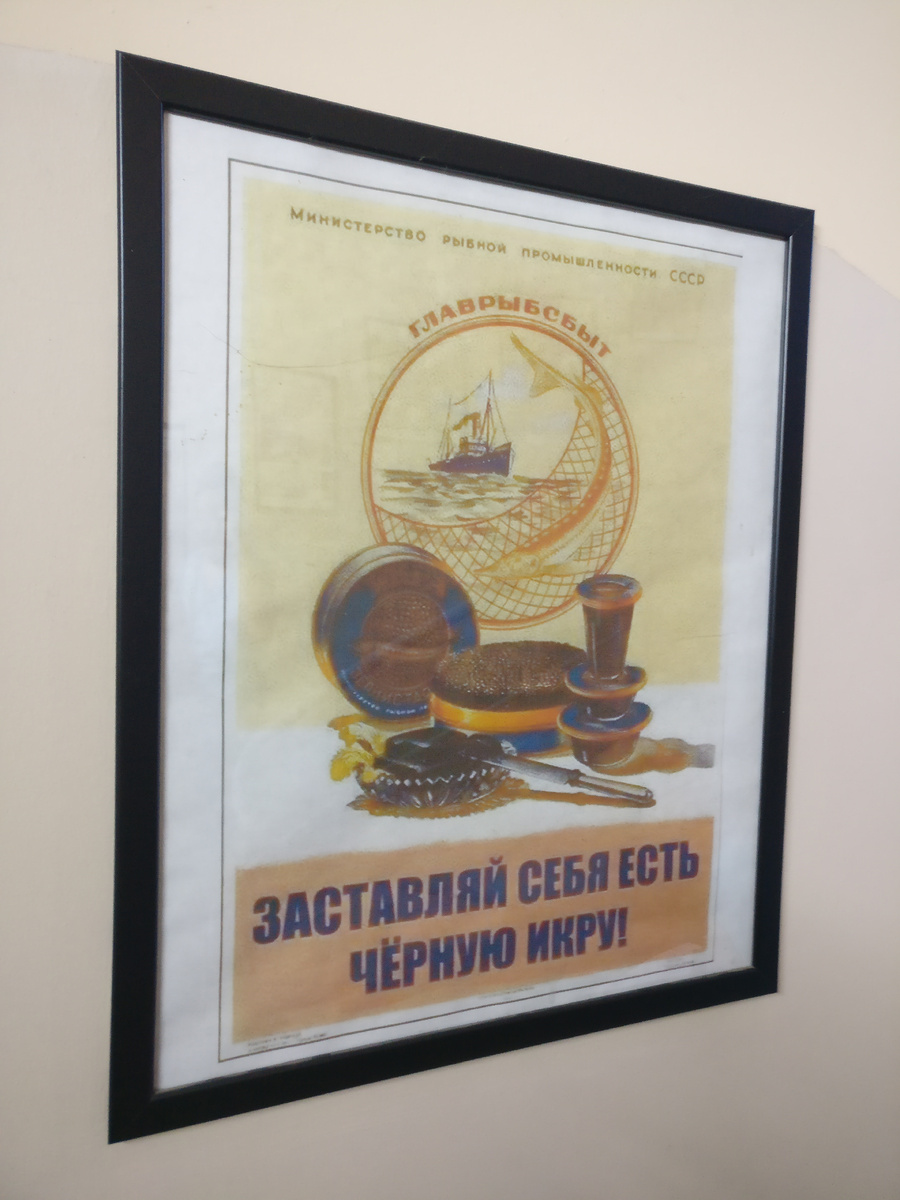 Министерство рыбной промышленности СССР
ГЛАВРЫБСБЫТ
ЗАСТАВЛЯЙ СЕБЯ ЕСТЬ
ЧЁРНУЮ ИКРУ!